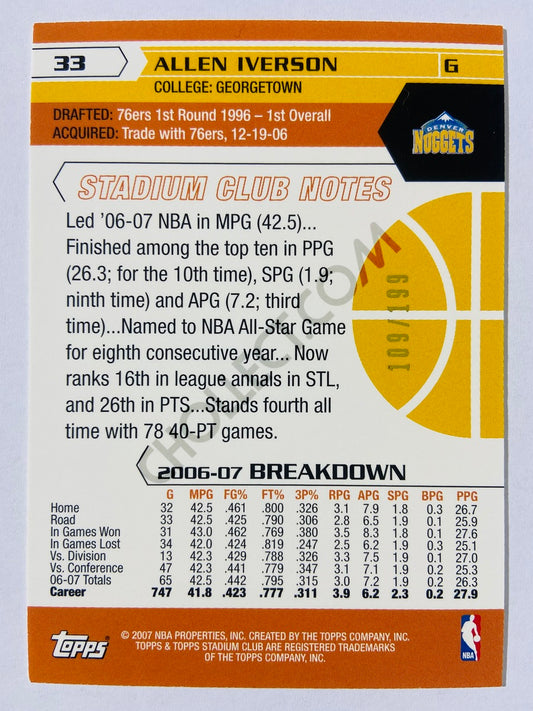 33
ALLEN IVERSON
G
COLLEGE: GEORGETOWN
DRAFTED: 76ers 1st Round 1996 – 1st Overall
ACQUIRED: Trade with 76ers, 12-19-06
DENVER
NUGGETS
STADIUM CLUB NOTES
Led ’06-07 NBA in MPG (42.5)...
Finished among the top ten in PPG
(26.3; for the 10th time), SPG (1.9;
ninth time) and APG (7.2; third
time)...Named to NBA All-Star Game
for eighth consecutive year... Now
ranks 16th in league annals in STL,
and 26th in PTS...Stands fourth all
time with 78 40-PT games.
109/199
CHOLLECT.COM
2006-07 BREAKDOWN
G MPG FG% FT% 3P% RPG APG SPG BPG PPG
Home 32 42.5 .461 .800 .326 3.1 7.9 1.8 0.3 26.7
Road 33 42.5 .425 .790 .306 2.8 6.5 1.9 0.1 25.9
In Games Won 31 43.0 .462 .769 .380 3.5 8.3 1.8 0.1 27.6
In Games Lost 34 42.0 .424 .819 .247 2.5 6.2 1.9 0.3 25.1
Vs. Division 13 42.3 .429 .788 .326 3.3 7.5 1.9 0.1 27.0
Vs. Conference 47 42.3 .441 .779 .347 3.1 7.1 1.9 0.2 25.3
06-07 Totals 65 42.5 .442 .795 .315 3.0 7.2 1.9 0.2 26.3
Career 747 41.8 .423 .777 .311 3.9 6.2 2.3 0.2 27.9
Topps
© 2007 NBA PROPERTIES, INC. CREATED BY THE TOPPS COMPANY, INC.
TOPPS & TOPPS STADIUM CLUB ARE REGISTERED TRADEMARKS
OF THE TOPPS COMPANY, INC.
NBA